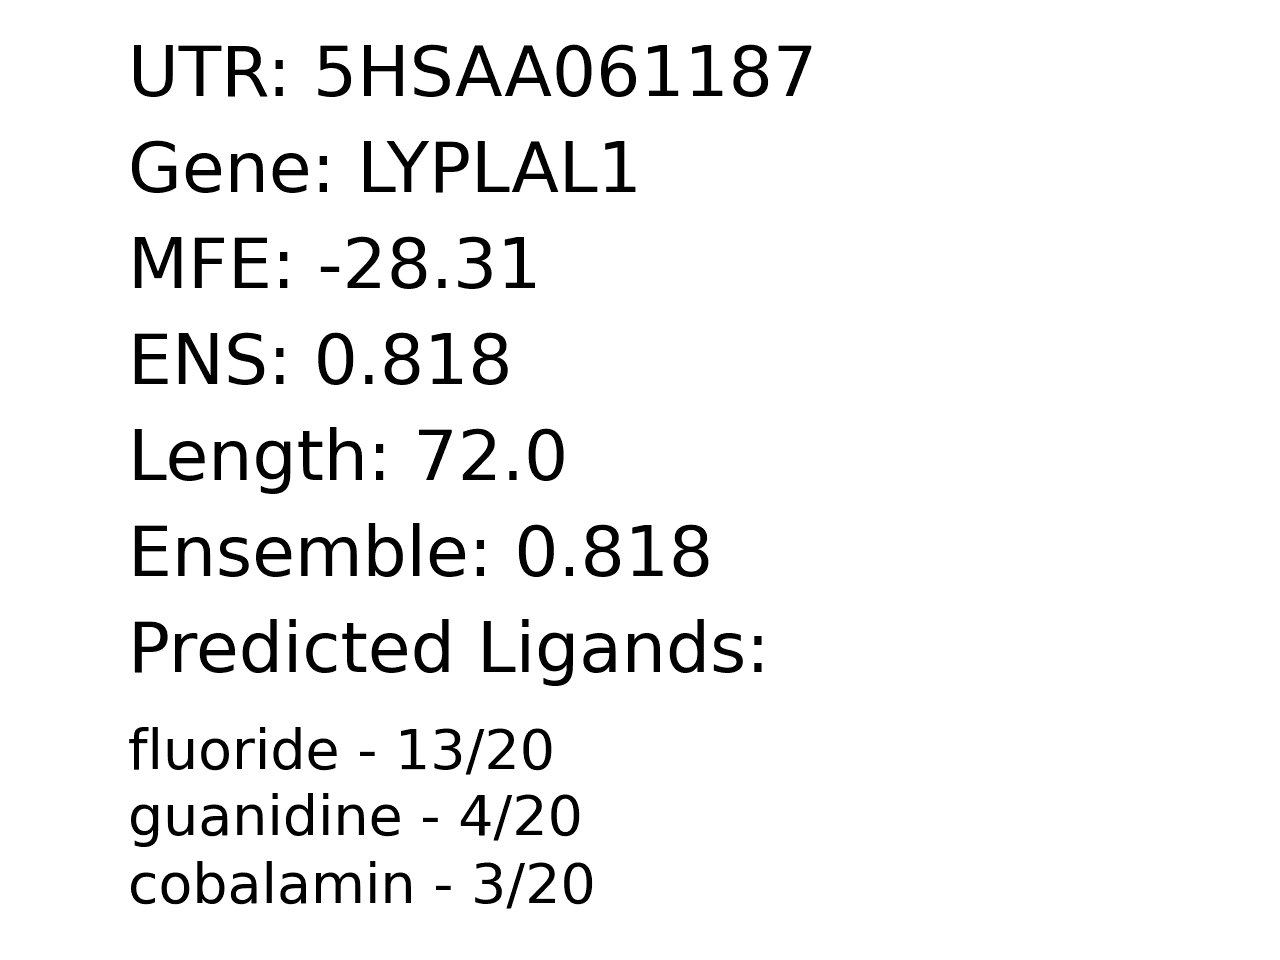 UTR: 5HSAA061187
Gene: LYPLAL1
MFE: -28.31
ENS: 0.818
Length: 72.0
Ensemble: 0.818
Predicted Ligands:
fluoride - 13/20
guanidine - 4/20
cobalamin - 3/20